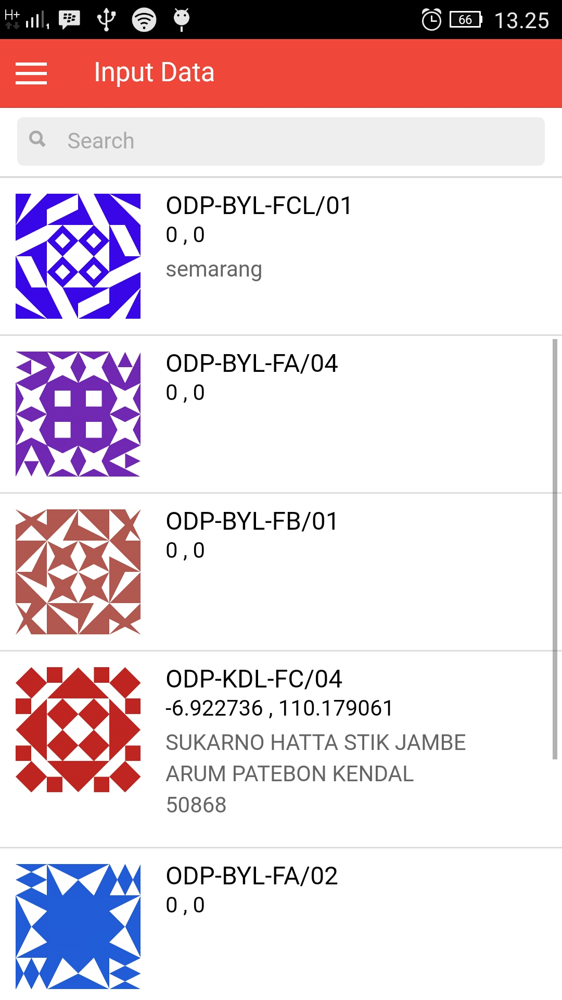 H+ 66 13.25
Input Data
Search
ODP-BYL-FCL/01
0 , 0
semarang
ODP-BYL-FA/04
0 , 0
ODP-BYL-FB/01
0 , 0
ODP-KDL-FC/04
-6.922736 , 110.179061
SUKARNO HATTA STIK JAMBE
ARUM PATEBON KENDAL
50868
ODP-BYL-FA/02
0 , 0